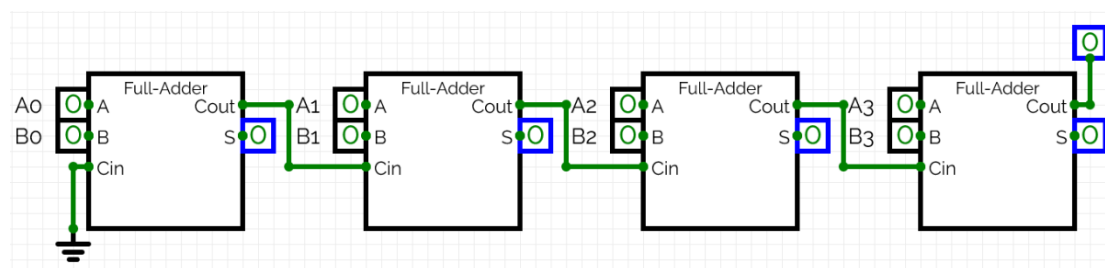 0
Full-Adder Full-Adder Full-Adder Full-Adder
A0 0 A Cout A1 0 A Cout A2 0 A Cout A3 0 A Cout
B0 0 B S 0 B1 0 B S 0 B2 0 B S 0 B3 0 B S 0
Cin Cin Cin Cin